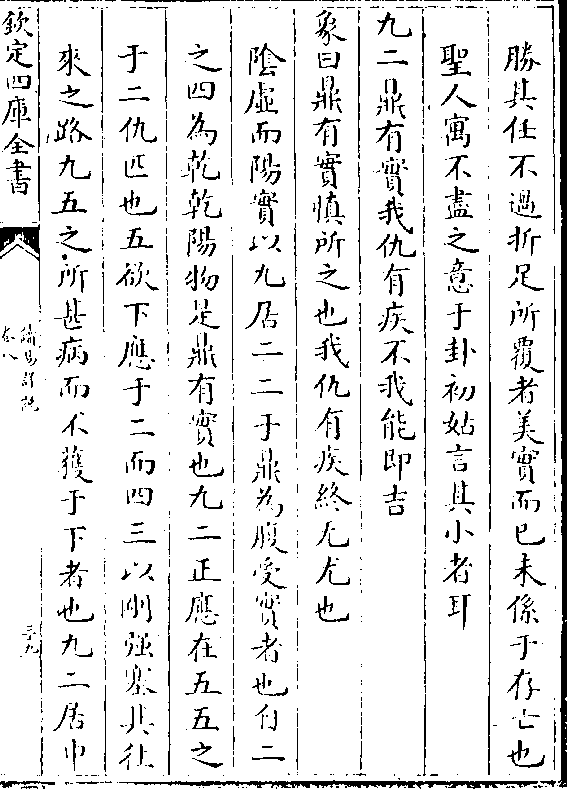 勝其任不過折足所覆者美實而已未係于存亡也
聖人寓不盡之意于卦初姑言其小者耳
九二鼎有實我仇有疾不我能即吉
象曰鼎有實慎所之也我仇有疾終无尤也
陰虛而陽實以九居二二于鼎為腹受實者也自二
之四為乾乾陽物是鼎有實也九二正應在五五之
于二仇匹也五欲下應于二而四三以剛强塞其往
來之路九五之所甚病而不獲于下者也九二居中
欽定四庫全書
讀易詳說
卷八
三九